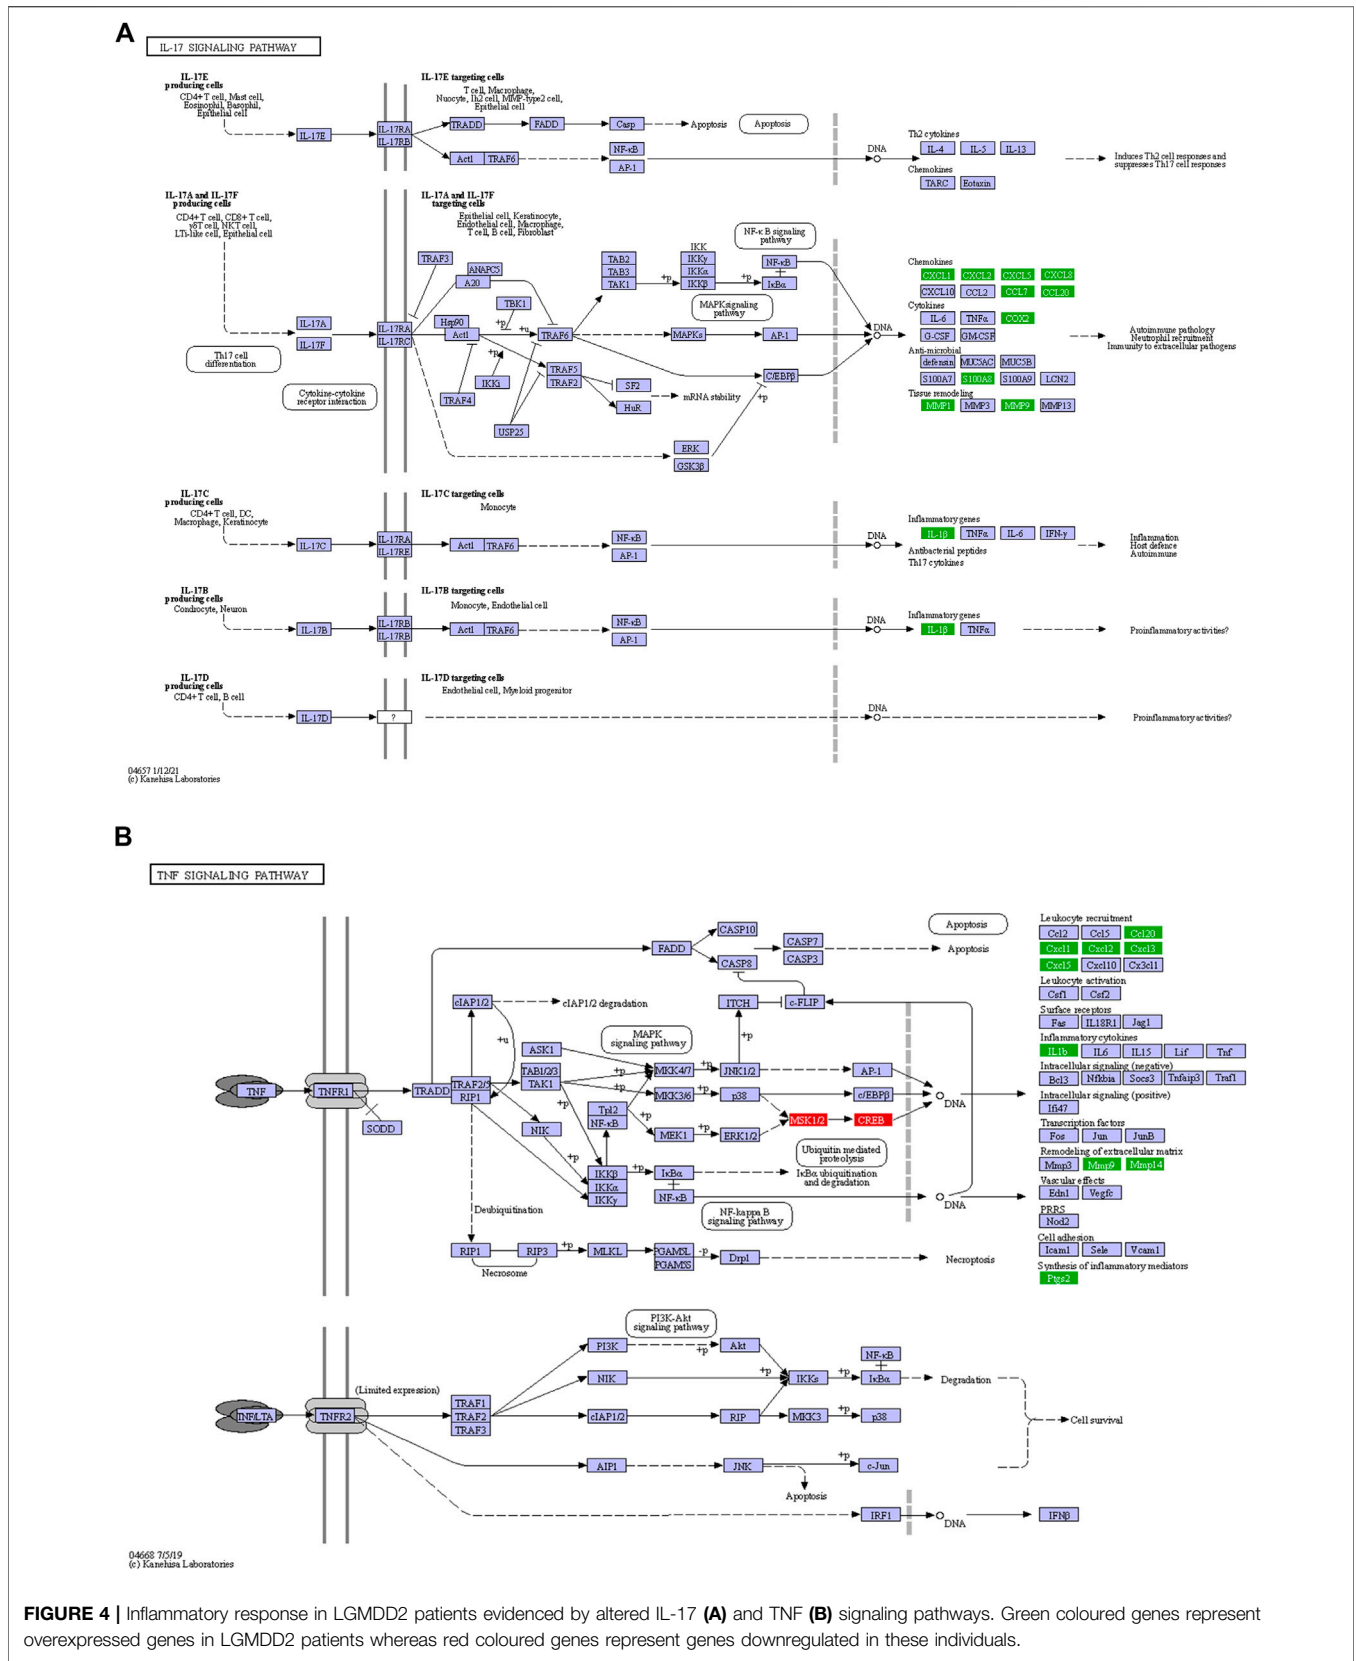 A
IL-17 SIGNALING PATHWAY
IL-17E
producing cells
CD4+ T cell, Mast cell,
Eosinophil, Basophil,
Epithelial cell
IL-17E
IL-17RA
IL-17RB
IL-17E targeting cells
T cell, Macrophage,
Nuocyte, Th2 cell, MMP-type2 cell,
Epithelial cell
TRADD
FADD
Casp
Apoptosis
Apoptosis
Act1
TRAF6
NF-κB
AP-1
DNA
Th2 cytokines
IL-4
IL-5
IL-13
Chemokines
TARC
Eotaxin
Induces Th2 cell responses and
suppresses Th17 cell responses
IL-17A and IL-17F
producing cells
CD4+ T cell, CD8+ T cell,
γδT cell, NKT cell,
LTi-like cell, Epithelial cell
IL-17A
IL-17F
Th17 cell
differentiation
Cytokine-cytokine
receptor interaction
IL-17RA
IL-17RC
IL-17A and IL-17F
targeting cells
Epithelial cell, Keratinocyte,
Endothelial cell, Macrophage,
T cell, B cell, Fibroblast
TRAF3
ANAPC5
A20
TBK1
Hsp90
Act1
+p
+u
TRAF6
+p
IKKi
TRAF4
TRAF5
TRAF2
USP25
SF2
HuR
mRNA stability
TAB2
TAB3
TAK1
+p
IKK
IKKγ
IKKα
IKKβ
+p
NF-κB
IκBα
NF-κB signaling
pathway
MAPK signaling
pathway
MAPKs
AP-1
C/EBPβ
+p
ERK
GSK3β
DNA
Chemokines
CXCL1
CXCL2
CXCL5
CXCL8
CXCL10
CCL2
CCL7
CCL20
Cytokines
IL-6
TNFα
COX2
G-CSF
GM-CSF
Anti-microbial
defensin
MUC5AC
MUC5B
S100A7
S100A8
S100A9
LCN2
Tissue remodeling
MMP1
MMP3
MMP9
MMP13
Autoimmune pathology
Neutrophil recruitment
Immunity to extracellular pathogens
IL-17C
producing cells
CD4+ T cell, DC,
Macrophage, Keratinocyte
IL-17C
IL-17RA
IL-17RE
IL-17C targeting cells
Monocyte
Act1
TRAF6
NF-κB
AP-1
DNA
Inflammatory genes
IL-1β
TNFα
IL-6
IFN-γ
Antibacterial peptides
Th17 cytokines
Inflammation
Host defence
Autoimmune
IL-17B
producing cells
Condrocyte, Neuron
IL-17B
IL-17RB
IL-17RB
IL-17B targeting cells
Monocyte, Endothelial cell
Act1
TRAF6
NF-κB
AP-1
DNA
Inflammatory genes
IL-1β
TNFα
Proinflammatory activities?
IL-17D
producing cells
CD4+ T cell, B cell
IL-17D
?
IL-17D targeting cells
Endothelial cell, Myeloid progenitor
DNA
Proinflammatory activities?
04657 1/12/21
(c) Kanehisa Laboratories
B
TNF SIGNALING PATHWAY
TNF
TNFR1
SODD
TRADD
TRAF2/5
RIP1
cIAP1/2
cIAP1/2 degradation
+u
FADD
CASP10
CASP8
CASP7
CASP3
Apoptosis
Apoptosis
ITCH
c-FLIP
+p
ASK1
TAB1/2/3
TAK1
NIK
MAPK
signaling pathway
MKK4/7
+p
JNK1/2
AP-1
+p
MKK3/6
+p
p38
c/EBPβ
+p
Tpl2
NF-κB
+p
MEK1
+p
ERK1/2
MSK1/2
CREB
DNA
+p
IKKβ
IKKα
IKKγ
+p
IκBα
NF-κB
Ubiquitin mediated
proteolysis
IκBα ubiquitination
and degradation
NF-kappa B
signaling pathway
DNA
Deubiquitination
RIP1
RIP3
Necrosome
+p
MLKL
PGAM5L
PGAM5S
-p
Drp1
Necroptosis
Leukocyte recruitment
Ccl2
Ccl5
Ccl20
Cxcl1
Cxcl2
Cxcl3
Cxcl5
Cxcl10
Cx3cl1
Leukocyte activation
Csf1
Csf2
Surface receptors
Fas
IL18R1
Jag1
Inflammatory cytokines
IL1b
IL6
IL15
Lif
Tnf
Intracellular signaling (negative)
Bcl3
Nfkbia
Socs3
Tnfaip3
Traf1
Intracellular signaling (positive)
Ifi47
Transcription factors
Fos
Jun
JunB
Remodeling of extracellular matrix
Mmp3
Mmp9
Mmp14
Vascular effects
Edn1
Vegfc
PRRS
Nod2
Cell adhesion
Icam1
Sele
Vcam1
Synthesis of inflammatory mediators
Ptgs2
TNF/LTA
TNFR2
(Limited expression)
TRAF1
TRAF2
TRAF3
PI3K-Akt
signaling pathway
PI3K
+p
Akt
NIK
+p
IKKs
+p
NF-κB
IκBα
Degradation
cIAP1/2
RIP
MKK3
+p
p38
Cell survival
AIP1
JNK
+p
c-Jun
Apoptosis
IRF1
DNA
IFNβ
04668 7/5/19
(c) Kanehisa Laboratories
FIGURE 4 | Inflammatory response in LGMDD2 patients evidenced by altered IL-17 (A) and TNF (B) signaling pathways. Green coloured genes represent
overexpressed genes in LGMDD2 patients whereas red coloured genes represent genes downregulated in these individuals.